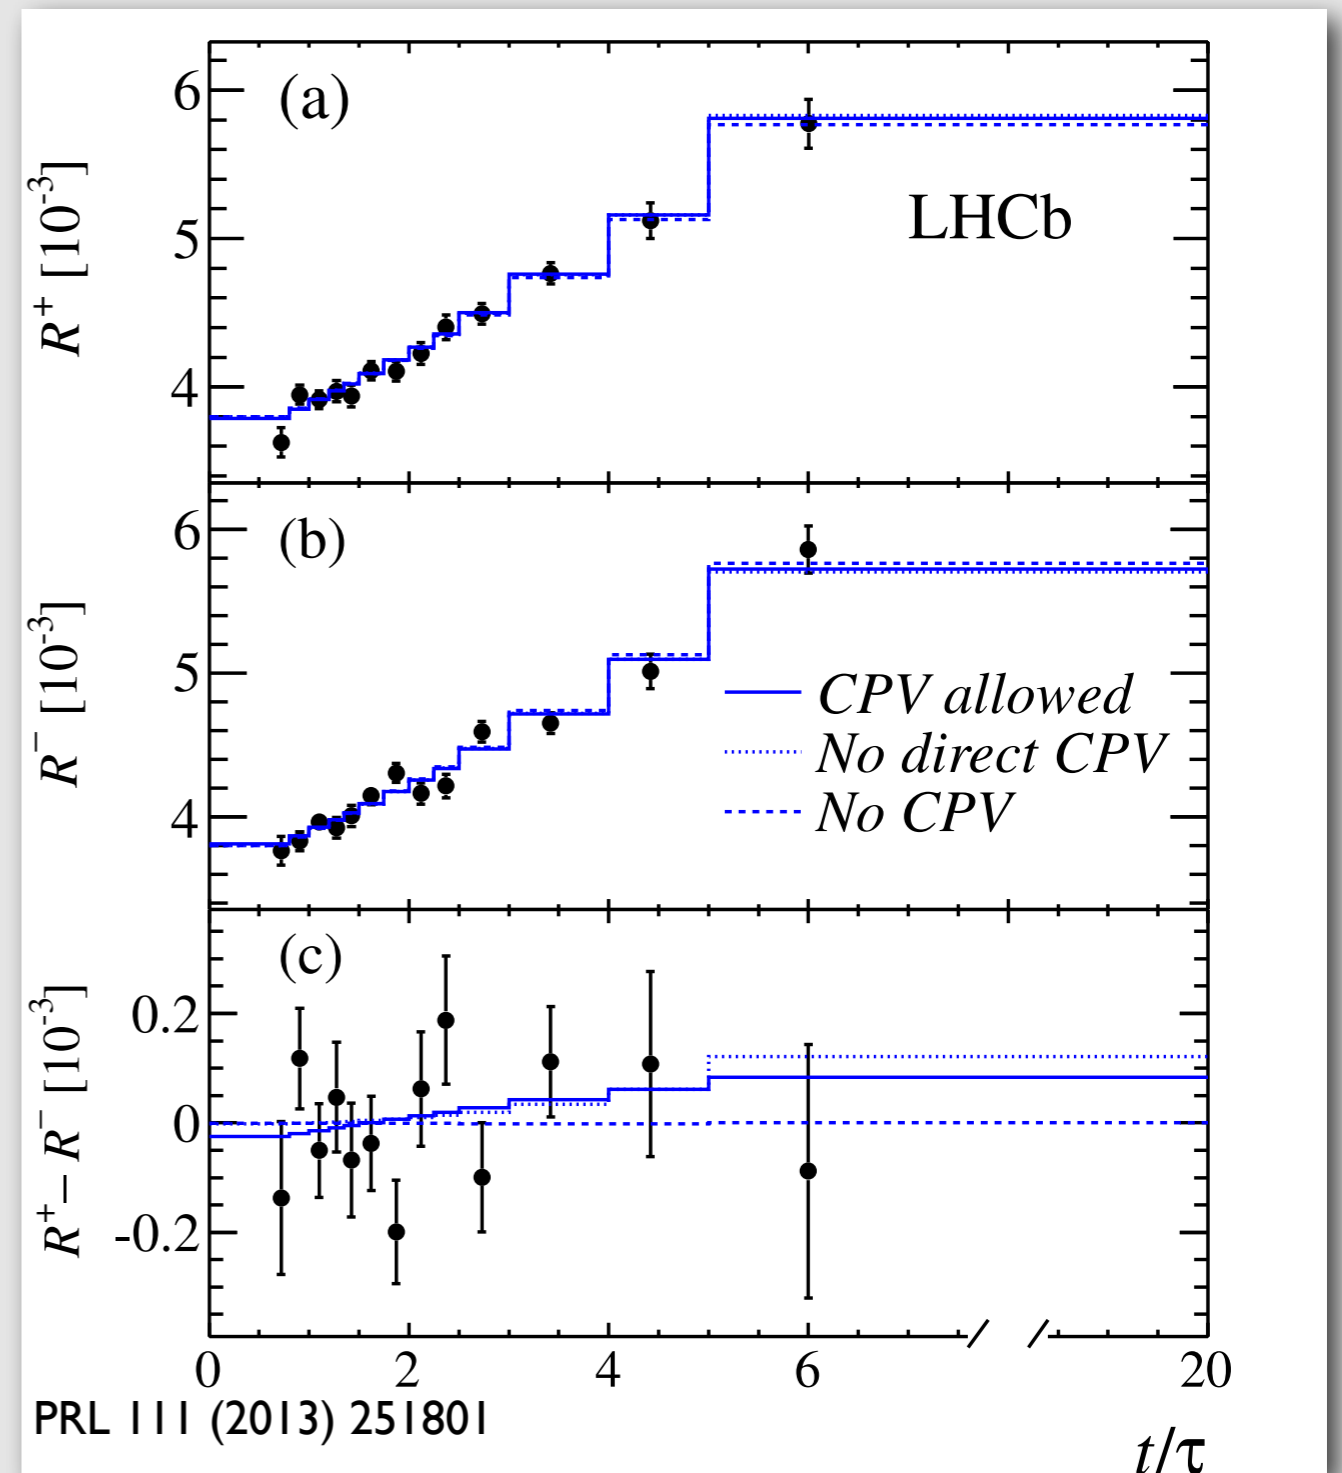 (a)
LHCb
R⁺ [10⁻³]
6
5
4
(b)
R⁻ [10⁻³]
6
5
4
CPV allowed
No direct CPV
No CPV
(c)
R⁺− R⁻ [10⁻³]
0.2
0
-0.2
0 2 4 6 20
t/τ
PRL 111 (2013) 251801